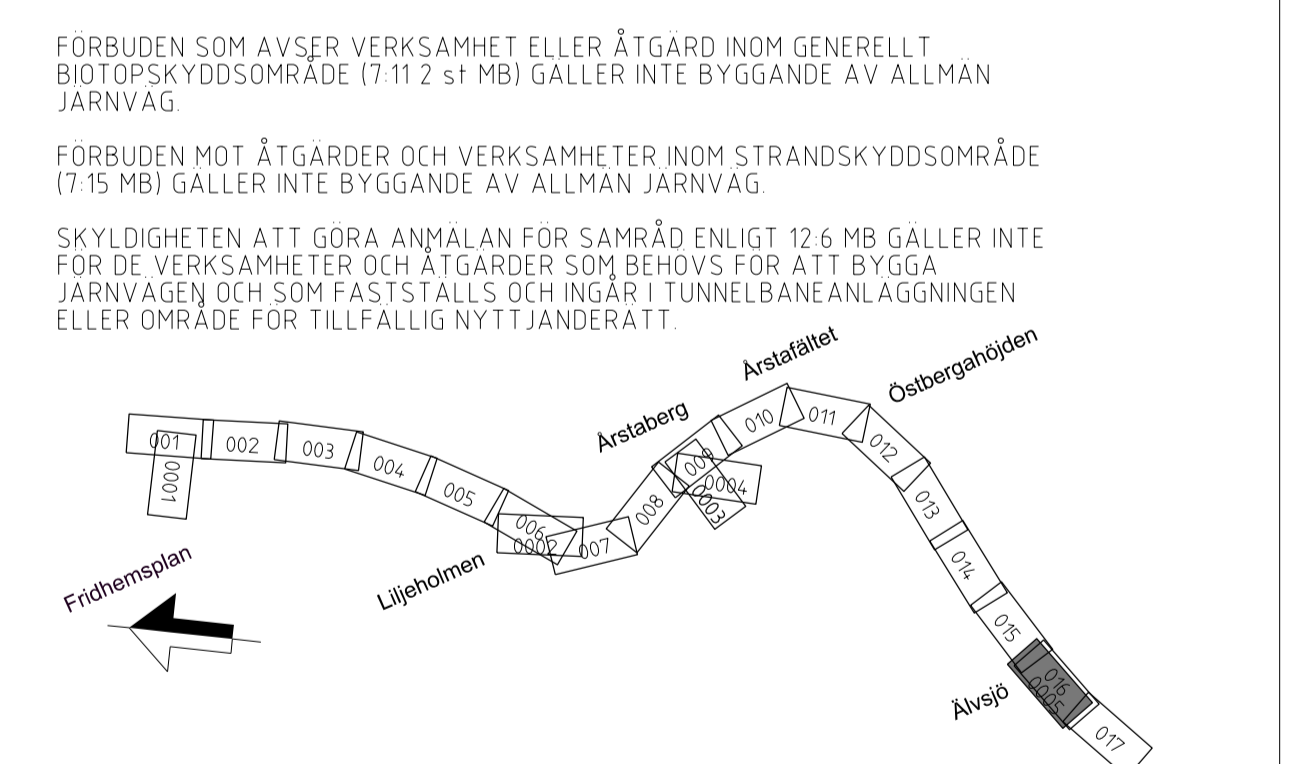 FÖRBUDEN SOM AVSER VERKSAMHET ELLER ÅTGÄRD INOM GENERELLT
BIOTOPSKYDDSOMRÅDE (7:11 2 st MB) GÄLLER INTE BYGGANDE AV ALLMÄN
JÄRNVÄG.
FÖRBUDEN MOT ÅTGÄRDER OCH VERKSAMHETER INOM STRANDSKYDDSOMRÅDE
(7:15 MB) GÄLLER INTE BYGGANDE AV ALLMÄN JÄRNVÄG.
SKYLDIGHETEN ATT GÖRA ANMÄLAN FÖR SAMRÅD ENLIGT 12:6 MB GÄLLER INTE
FÖR DE VERKSAMHETER OCH ÅTGÄRDER SOM BEHÖVS FÖR ATT BYGGA
JÄRNVÄGEN OCH SOM FASTSTÄLLS OCH INGÅR I TUNNELBANEANLÄGGNINGEN
ELLER OMRÅDE FÖR TILLFÄLLIG NYTTJANDERÄTT.
Årstafältet
Östbergahöjden
Årstaberg
001
002
003
004
005
006
007
008
009
010
011
012
013
014
015
016
017
0001
0002
0003
0004
0005
Fridhemsplan
Liljeholmen
Älvsjö